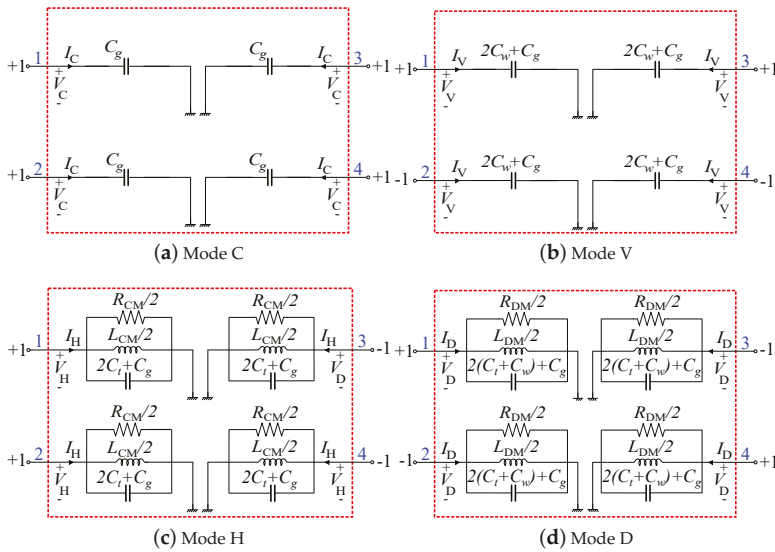 C_g C_g
+1 1 I_C I_C 3 +1
+ V_C - + V_C -
C_g C_g
+1 2 I_C I_C 4 +1
+ V_C - + V_C -
(a) Mode C
2C_w+C_g 2C_w+C_g
+1 1 I_V I_V 3 +1
+ V_V - + V_V -
2C_w+C_g 2C_w+C_g
-1 2 I_V I_V 4 -1
+ V_V - + V_V -
(b) Mode V
R_CM/2 R_CM/2
+1 1 I_H L_CM/2 L_CM/2 I_H 3 -1
+ V_H - 2C_t+C_g 2C_t+C_g + V_D -
R_CM/2 R_CM/2
+1 2 I_H L_CM/2 L_CM/2 I_H 4 -1
+ V_H - 2C_t+C_g 2C_t+C_g + V_H -
(c) Mode H
R_DM/2 R_DM/2
+1 1 I_D L_DM/2 L_DM/2 I_D 3 -1
+ V_D - 2(C_t+C_w)+C_g 2(C_t+C_w)+C_g + V_D -
R_DM/2 R_DM/2
-1 2 I_D L_DM/2 L_DM/2 I_D 4 +1
+ V_D - 2(C_t+C_w)+C_g 2(C_t+C_w)+C_g + V_D -
(d) Mode D